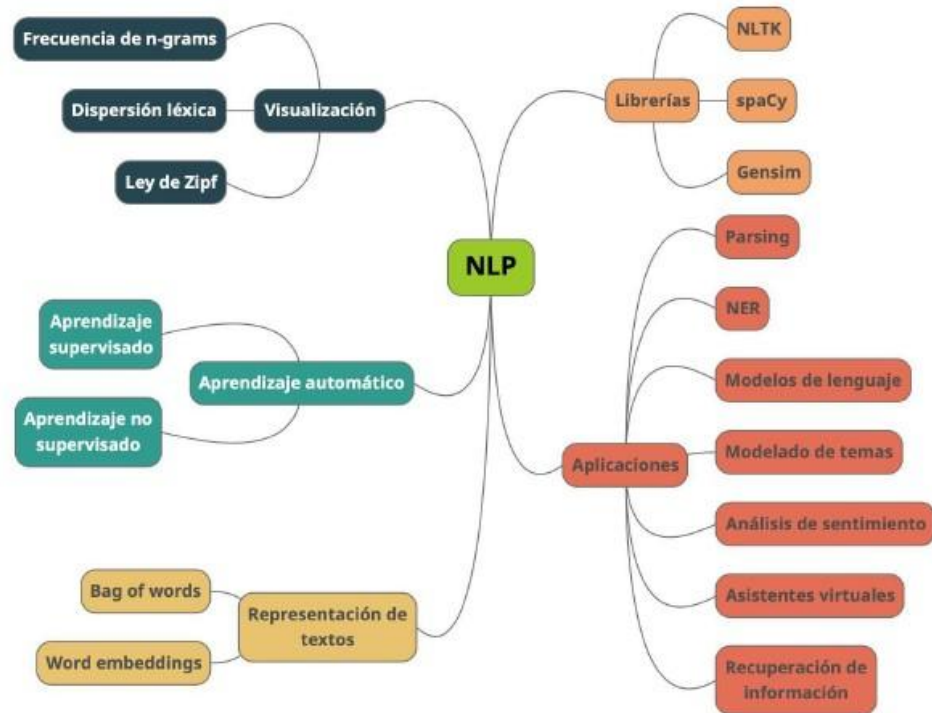 NLP
Visualización
Frecuencia de n-grams
Dispersión léxica
Ley de Zipf
Aprendizaje automático
Aprendizaje
supervisado
Aprendizaje no
supervisado
Representación de
textos
Bag of words
Word embeddings
Librerías
NLTK
spaCy
Gensim
Aplicaciones
Parsing
NER
Modelos de lenguaje
Modelado de temas
Análisis de sentimiento
Asistentes virtuales
Recuperación de
información